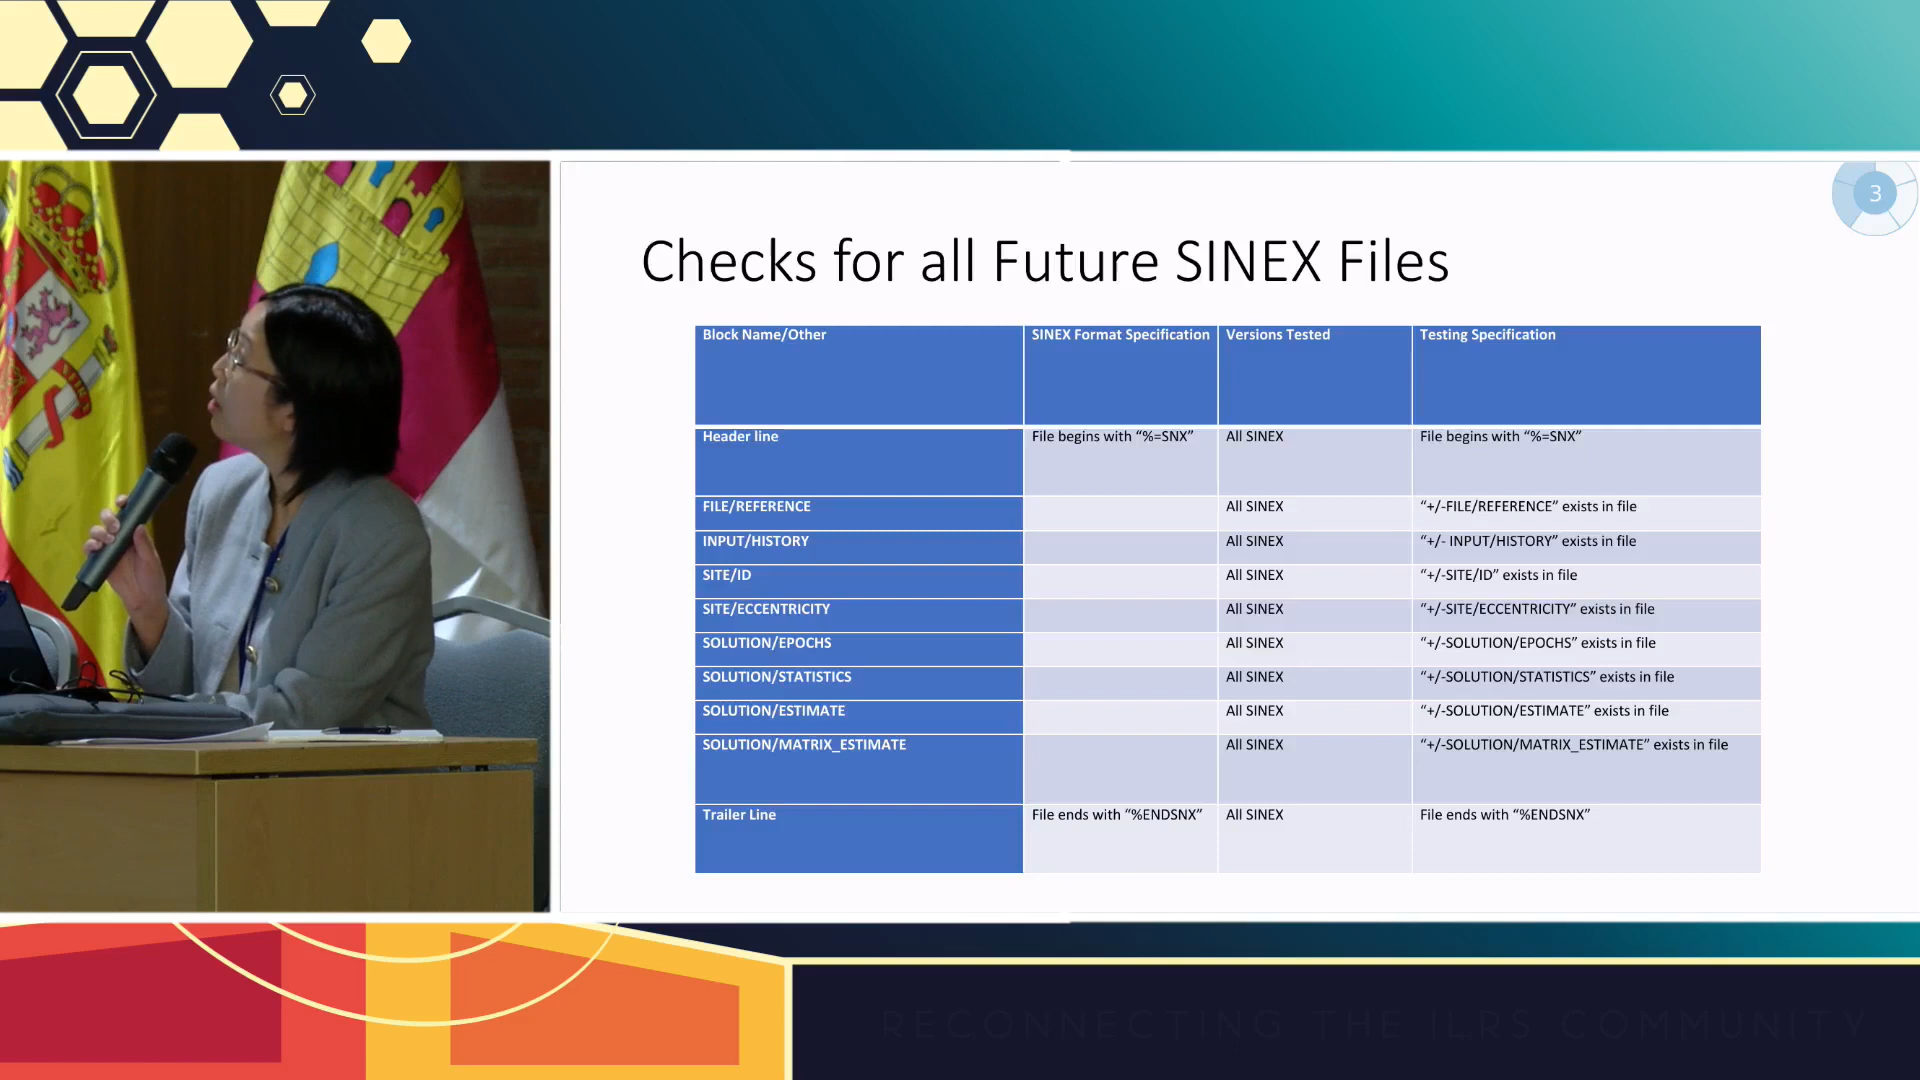 3
Checks for all Future SINEX Files
Block Name/Other SINEX Format Specification Versions Tested Testing Specification
Header line File begins with “%=SNX” All SINEX File begins with “%=SNX”
FILE/REFERENCE All SINEX “+/-FILE/REFERENCE” exists in file
INPUT/HISTORY All SINEX “+/- INPUT/HISTORY” exists in file
SITE/ID All SINEX “+/-SITE/ID” exists in file
SITE/ECCENTRICITY All SINEX “+/-SITE/ECCENTRICITY” exists in file
SOLUTION/EPOCHS All SINEX “+/-SOLUTION/EPOCHS” exists in file
SOLUTION/STATISTICS All SINEX “+/-SOLUTION/STATISTICS” exists in file
SOLUTION/ESTIMATE All SINEX “+/-SOLUTION/ESTIMATE” exists in file
SOLUTION/MATRIX_ESTIMATE All SINEX “+/-SOLUTION/MATRIX_ESTIMATE” exists in file
Trailer Line File ends with “%ENDSNX” All SINEX File ends with “%ENDSNX”
RECONNECTING THE ILRS COMMUNITY